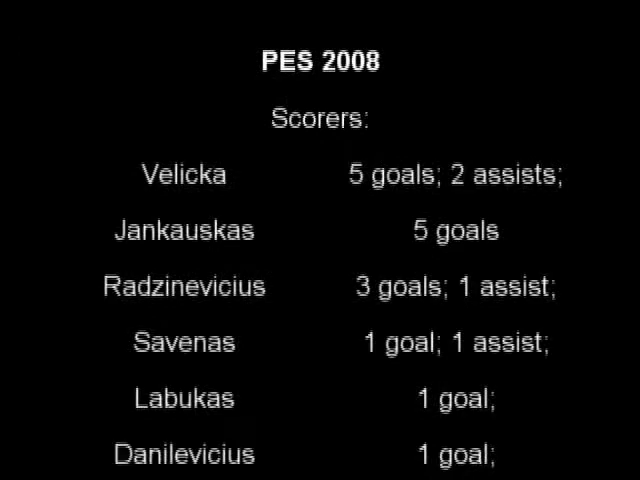 PES 2008
Scorers:
Velicka 5 goals; 2 assists;
Jankauskas 5 goals
Radzinevicius 3 goals; 1 assist;
Savenas 1 goal; 1 assist;
Labukas 1 goal;
Danilevicius 1 goal;